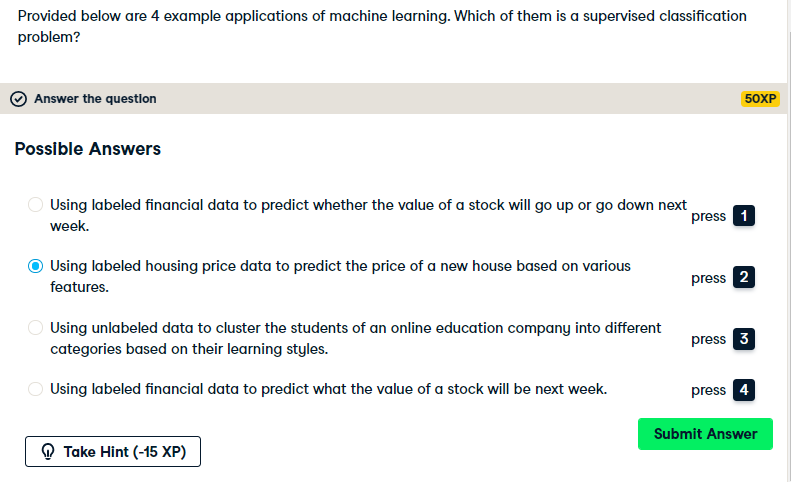 Provided below are 4 example applications of machine learning. Which of them is a supervised classification
problem?
Answer the question
50XP
Possible Answers
Using labeled financial data to predict whether the value of a stock will go up or go down next
week.
press 1
Using labeled housing price data to predict the price of a new house based on various
features.
press 2
Using unlabeled data to cluster the students of an online education company into different
categories based on their learning styles.
press 3
Using labeled financial data to predict what the value of a stock will be next week.
press 4
Submit Answer
Take Hint (-15 XP)